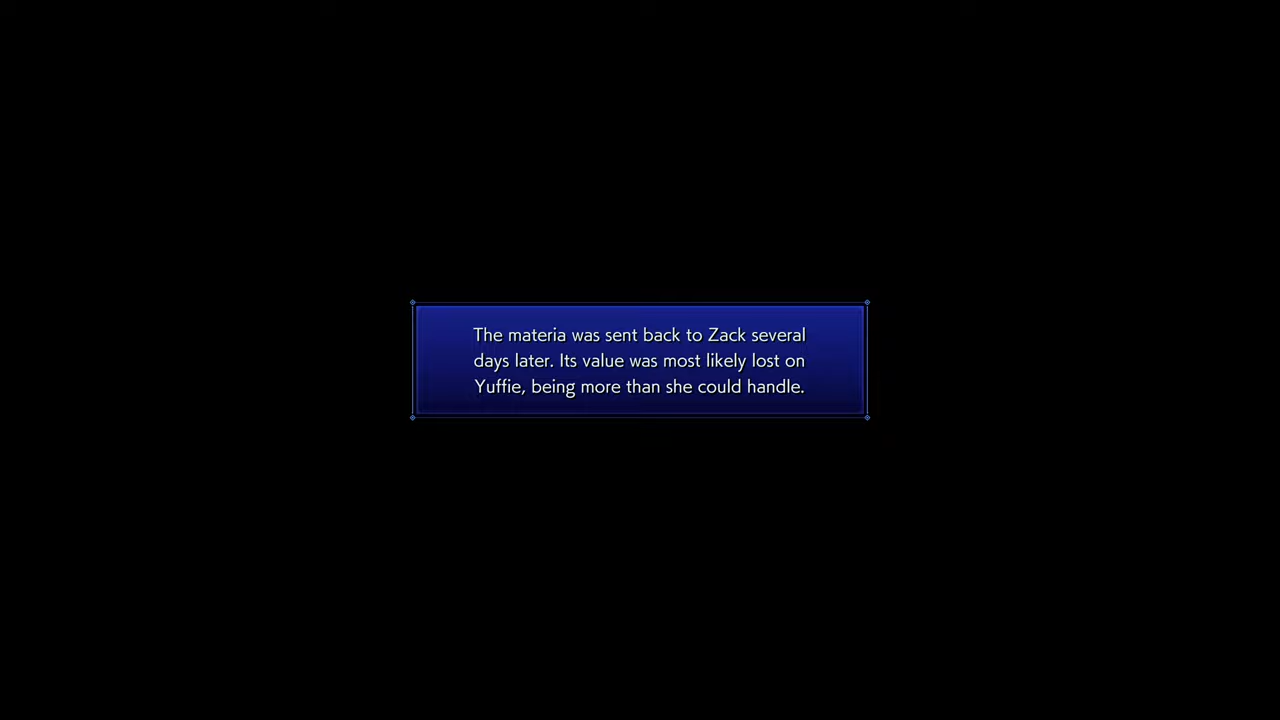 The materia was sent back to Zack several
days later. Its value was most likely lost on
Yuffie, being more than she could handle.